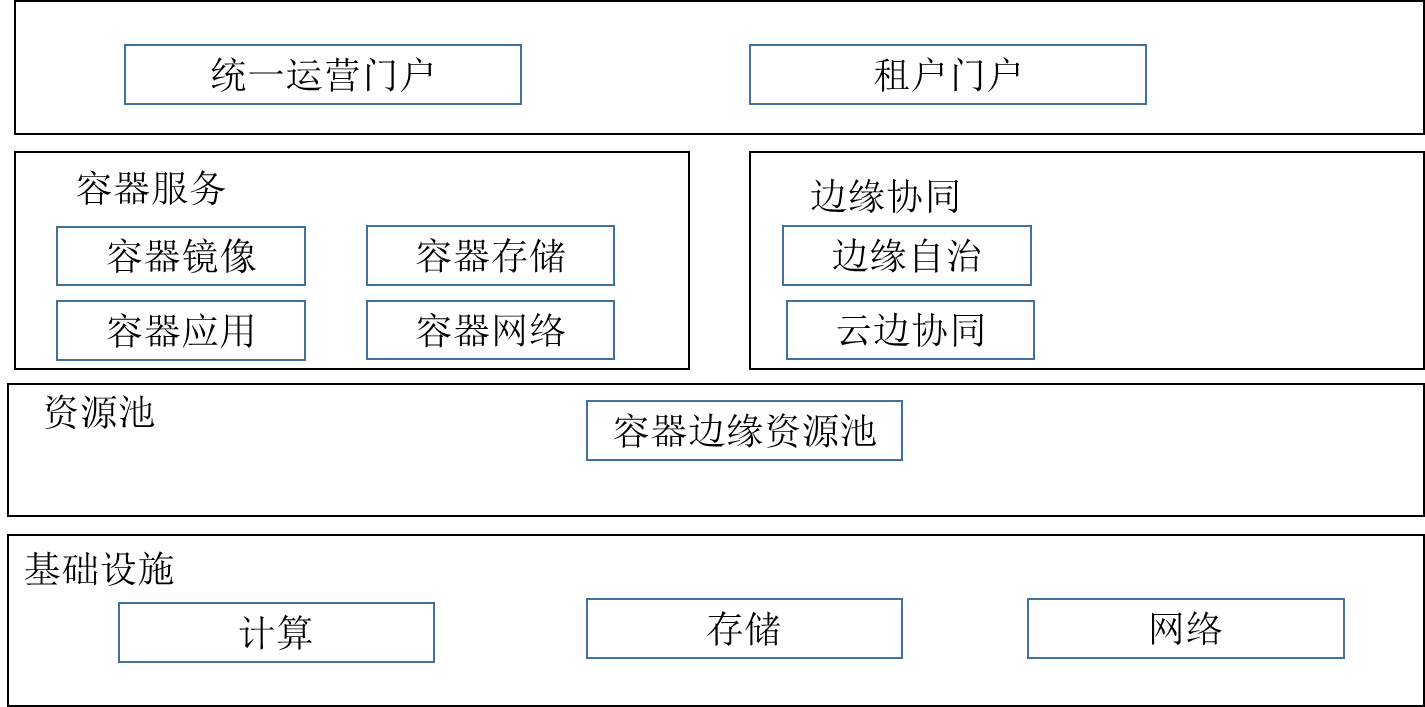 统一运营门户
租户门户
容器服务
容器镜像
容器存储
容器应用
容器网络
边缘协同
边缘自治
云边协同
资源池
容器边缘资源池
基础设施
计算
存储
网络